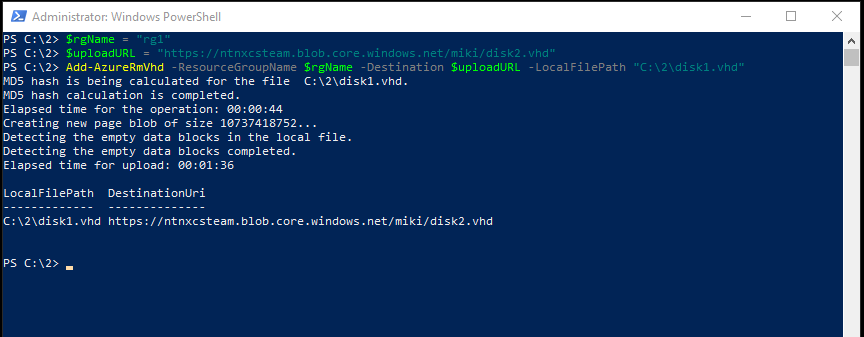 Administrator: Windows PowerShell
PS C:\2> $rgName = "rg1"
PS C:\2> $uploadURL = "https://ntnxcsteam.blob.core.windows.net/miki/disk2.vhd"
PS C:\2> Add-AzureRmVhd -ResourceGroupName $rgName -Destination $uploadURL -LocalFilePath "C:\2\disk1.vhd"
MD5 hash is being calculated for the file  C:\2\disk1.vhd.
MD5 hash calculation is completed.
Elapsed time for the operation: 00:00:44
Creating new page blob of size 10737418752...
Detecting the empty data blocks in the local file.
Detecting the empty data blocks completed.
Elapsed time for upload: 00:01:36
LocalFilePath  DestinationUri
-------------  --------------
C:\2\disk1.vhd https://ntnxcsteam.blob.core.windows.net/miki/disk2.vhd
PS C:\2>